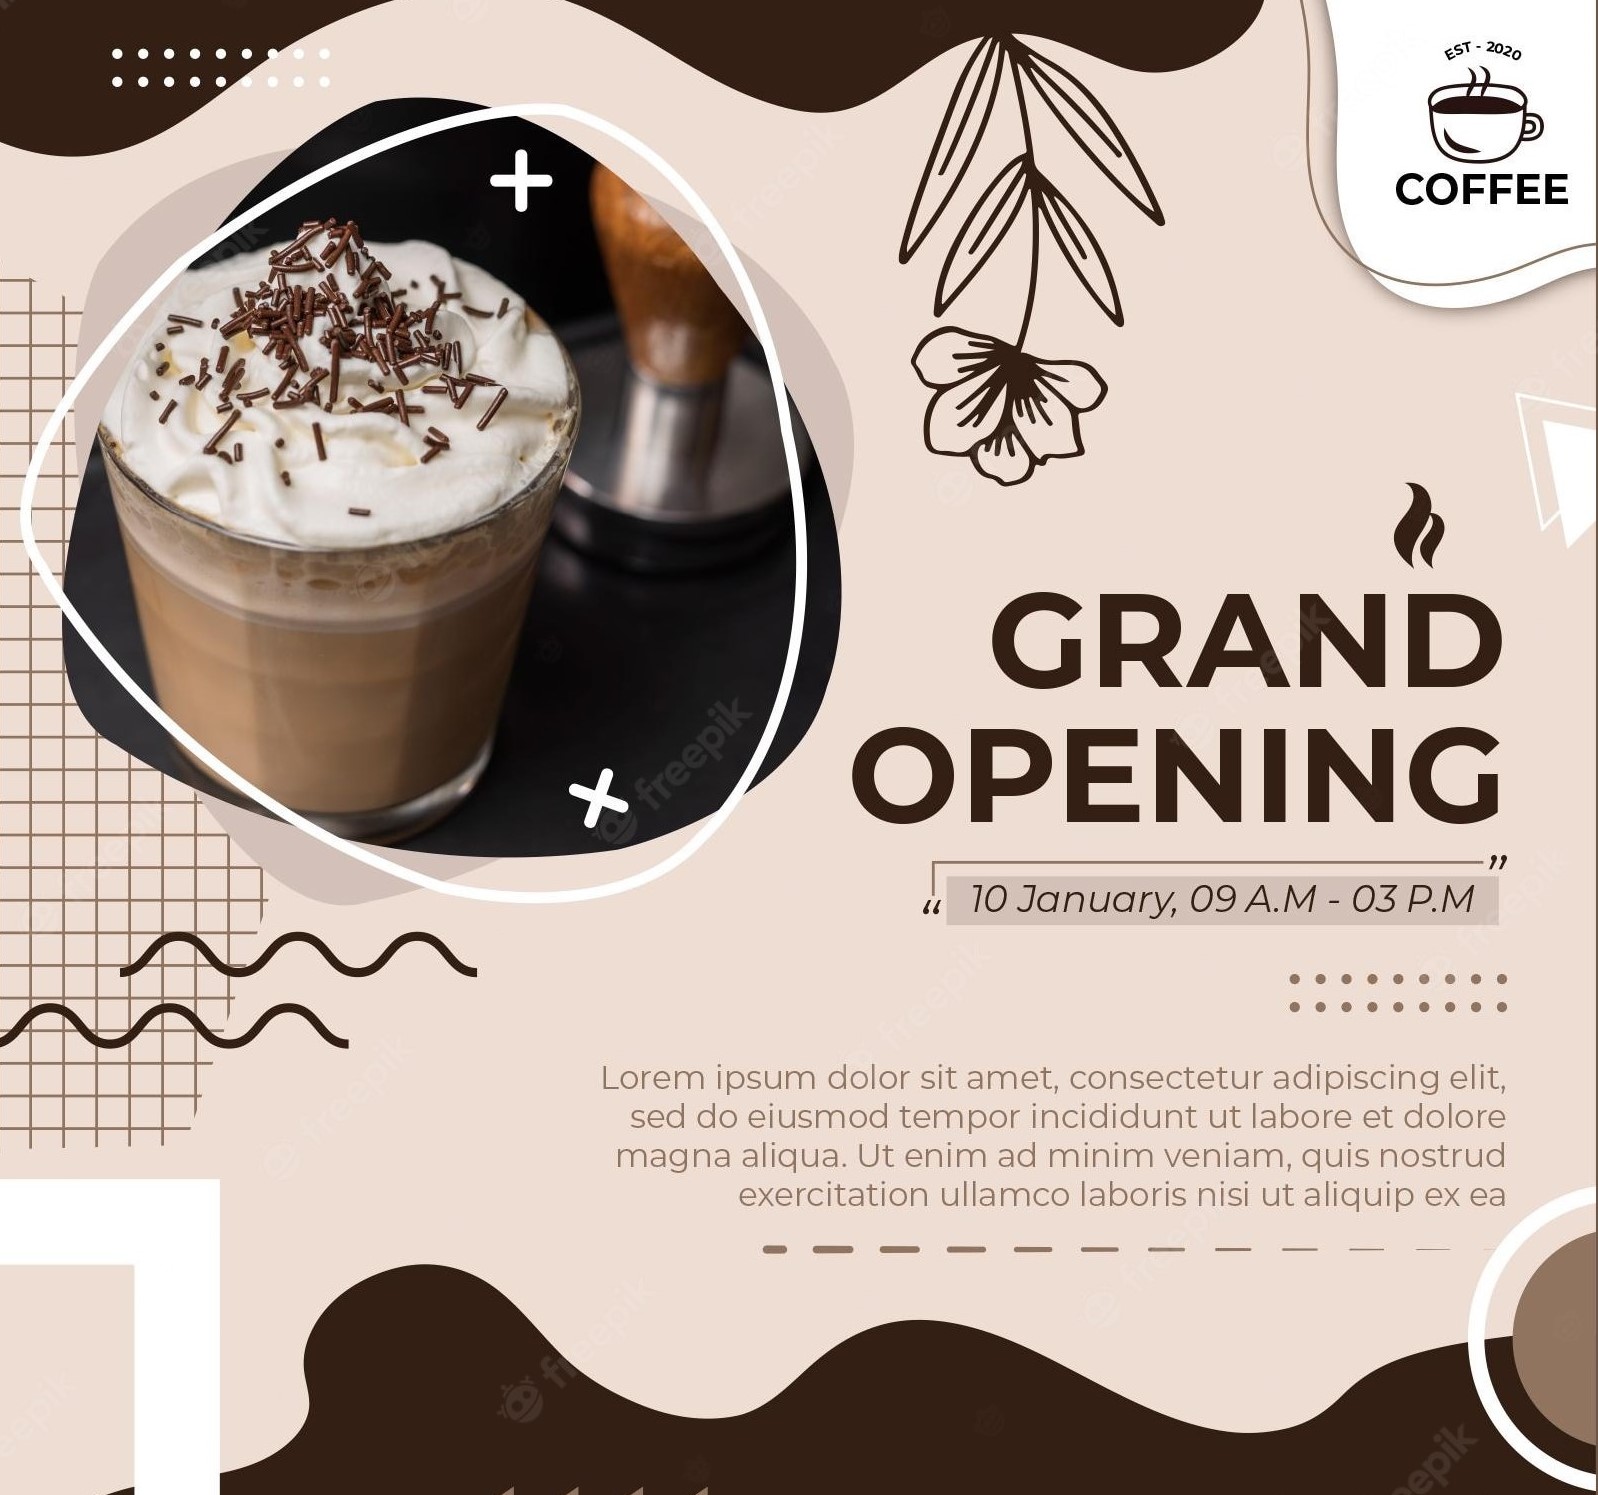 EST - 2020
COFFEE
GRAND
OPENING
" 10 January, 09 A.M - 03 P.M "
Lorem ipsum dolor sit amet, consectetur adipiscing elit,
sed do eiusmod tempor incididunt ut labore et dolore
magna aliqua. Ut enim ad minim veniam, quis nostrud
exercitation ullamco laboris nisi ut aliquip ex ea
freepik
freepik